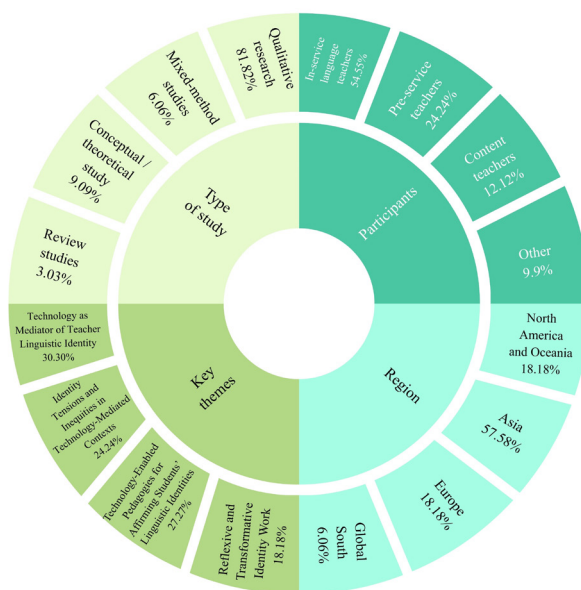 Type
of study
Qualitative
research
81.82%
Mixed-method
studies
6.06%
Conceptual /
theoretical
study
9.09%
Review
studies
3.03%
Participants
In-service
language
teachers
54.55%
Pre-service
teachers
24.24%
Content
teachers
12.12%
Other
9.9%
Region
North
America
and Oceania
18.18%
Asia
57.58%
Europe
18.18%
Global
South
6.06%
Key
themes
Technology as
Mediator of Teacher
Linguistic Identity
30.30%
Identity
Tensions and
Inequities in
Technology-Mediated
Contexts
24.24%
Technology-Enabled
Pedagogies for
Affirming Students'
Linguistic Identities
27.27%
Reflexive and
Transformative
Identity Work
18.18%